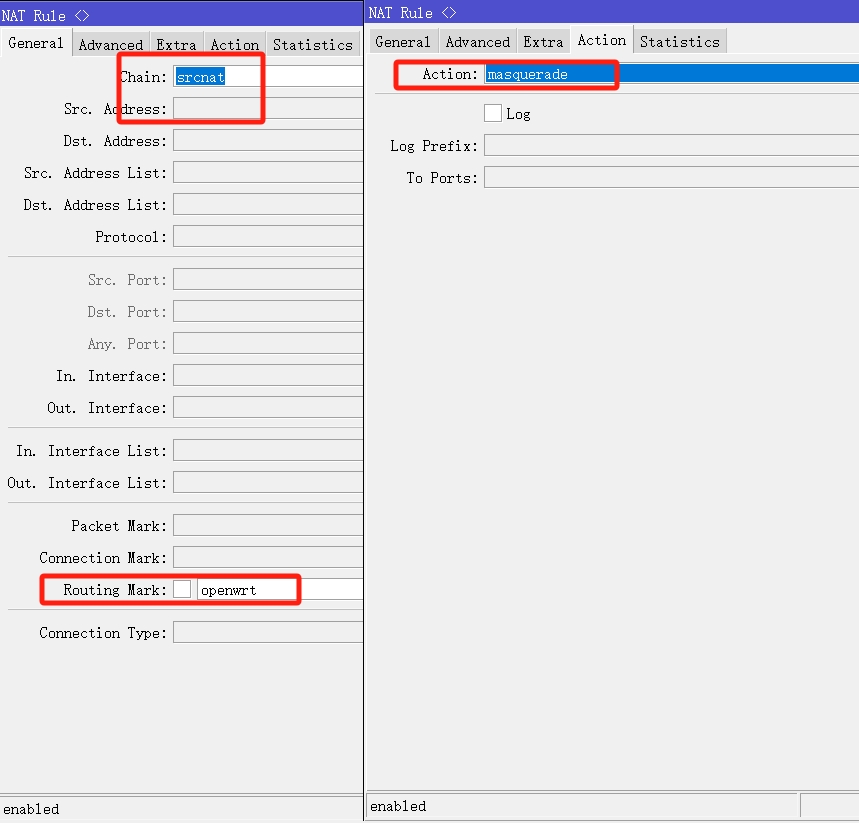 NAT Rule <>
General Advanced Extra Action Statistics
Chain: srcnat
Src. Address:
Dst. Address:
Src. Address List:
Dst. Address List:
Protocol:
Src. Port:
Dst. Port:
Any. Port:
In. Interface:
Out. Interface:
In. Interface List:
Out. Interface List:
Packet Mark:
Connection Mark:
Routing Mark: openwrt
Connection Type:
enabled
NAT Rule <>
General Advanced Extra Action Statistics
Action: masquerade
Log
Log Prefix:
To Ports:
enabled